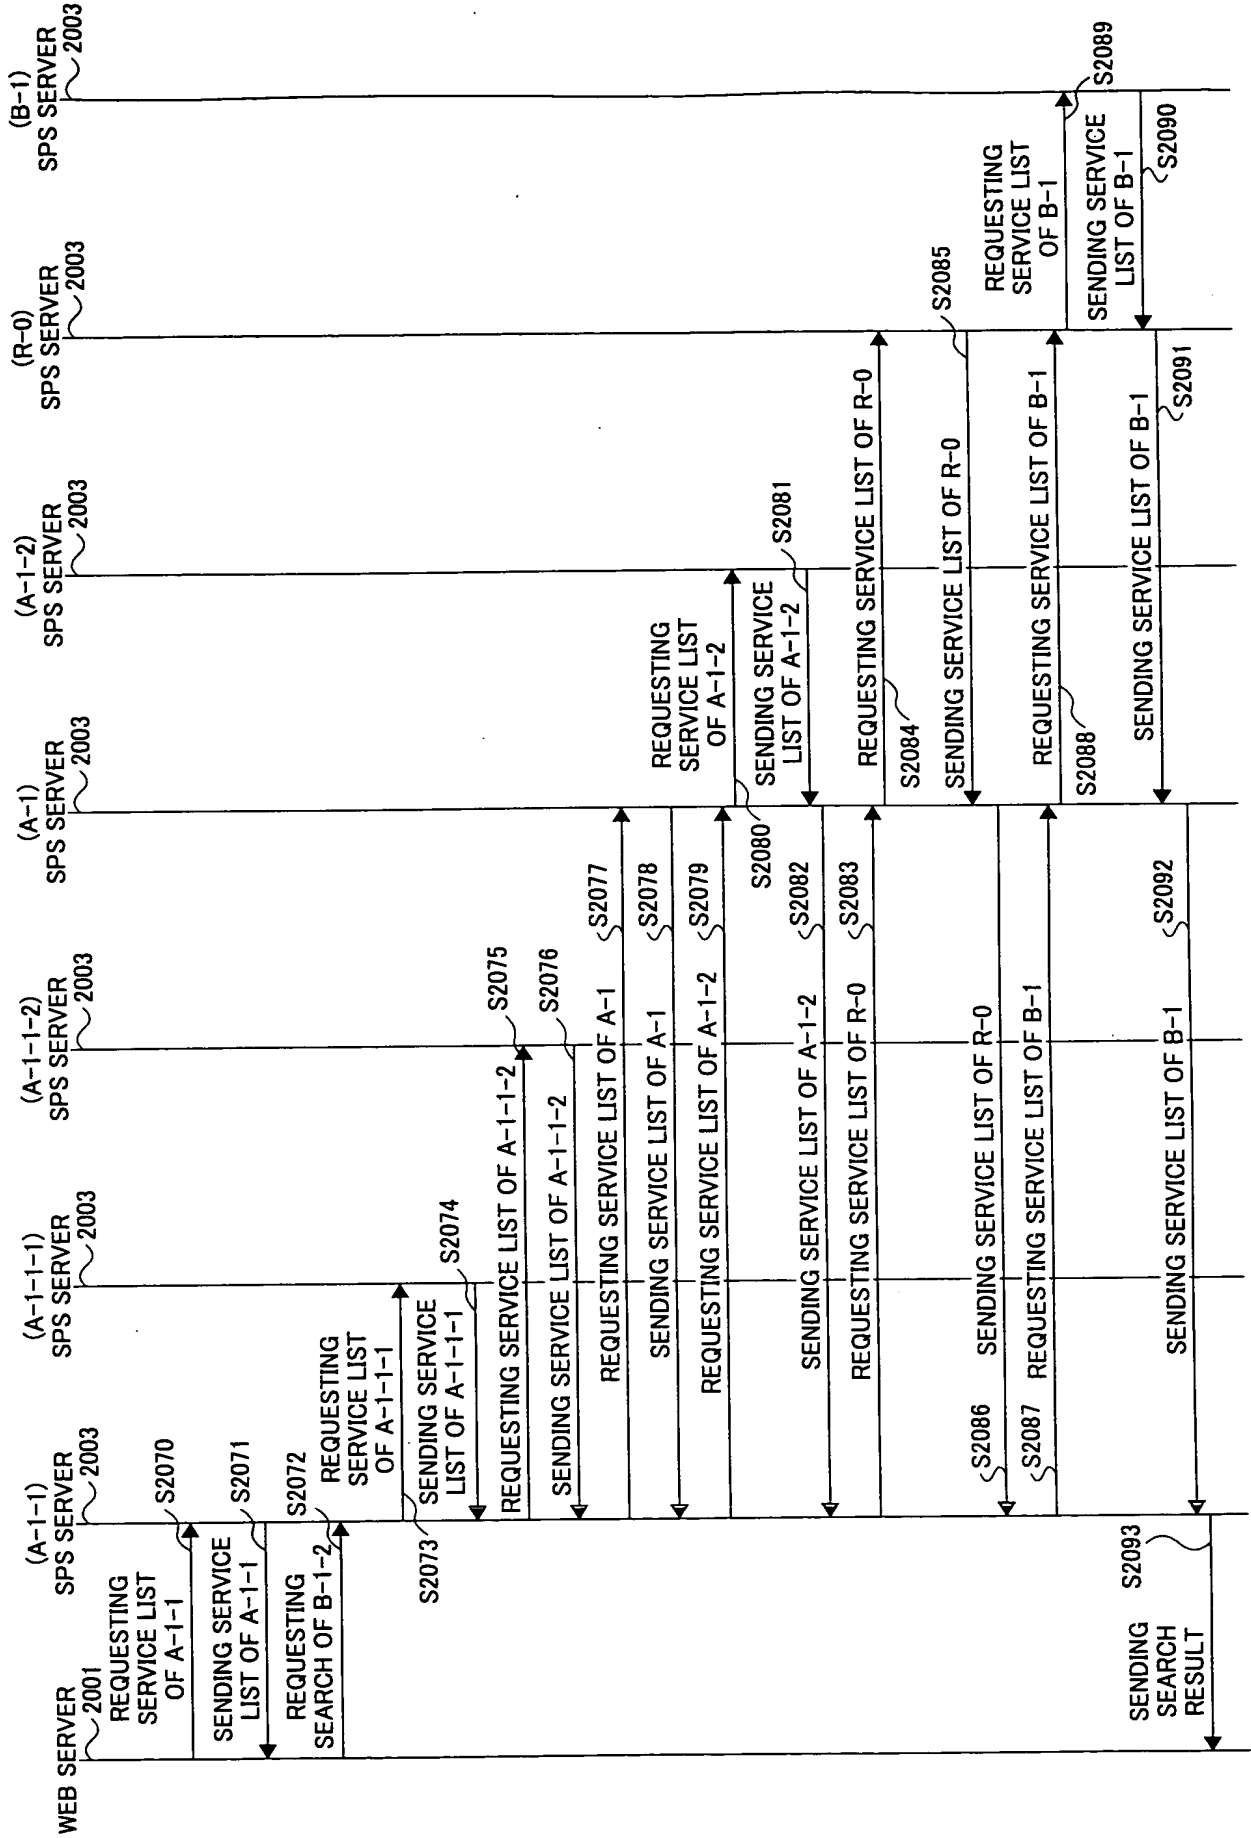 WEB SERVER
2001
(A-1-1)
SPS SERVER
2003
(A-1-1-1)
SPS SERVER
2003
(A-1-1-2)
SPS SERVER
2003
(A-1)
SPS SERVER
2003
(A-1-2)
SPS SERVER
2003
(R-0)
SPS SERVER
2003
(B-1)
SPS SERVER
2003
REQUESTING
SERVICE LIST
OF A-1-1
S2070
SENDING SERVICE
LIST OF A-1-1
S2071
REQUESTING
SEARCH OF B-1-2
S2072
REQUESTING
SERVICE LIST
OF A-1-1-1
S2073
SENDING SERVICE
LIST OF A-1-1-1
S2074
REQUESTING SERVICE LIST OF A-1-1-2
S2075
SENDING SERVICE LIST OF A-1-1-2
S2076
REQUESTING SERVICE LIST OF A-1
S2077
SENDING SERVICE LIST OF A-1
S2078
REQUESTING SERVICE LIST OF A-1-2
S2079
REQUESTING
SERVICE LIST
OF A-1-2
S2080
SENDING SERVICE
LIST OF A-1-2
S2081
SENDING SERVICE LIST OF A-1-2
S2082
REQUESTING SERVICE LIST OF R-0
S2083
REQUESTING SERVICE LIST OF R-0
S2084
SENDING SERVICE LIST OF R-0
S2085
SENDING SERVICE LIST OF R-0
S2086
REQUESTING SERVICE LIST OF B-1
S2087
REQUESTING SERVICE LIST OF B-1
S2088
REQUESTING
SERVICE LIST
OF B-1
S2089
SENDING SERVICE
LIST OF B-1
S2090
SENDING SERVICE LIST OF B-1
S2091
SENDING SERVICE LIST OF B-1
S2092
SENDING
SEARCH
RESULT
S2093